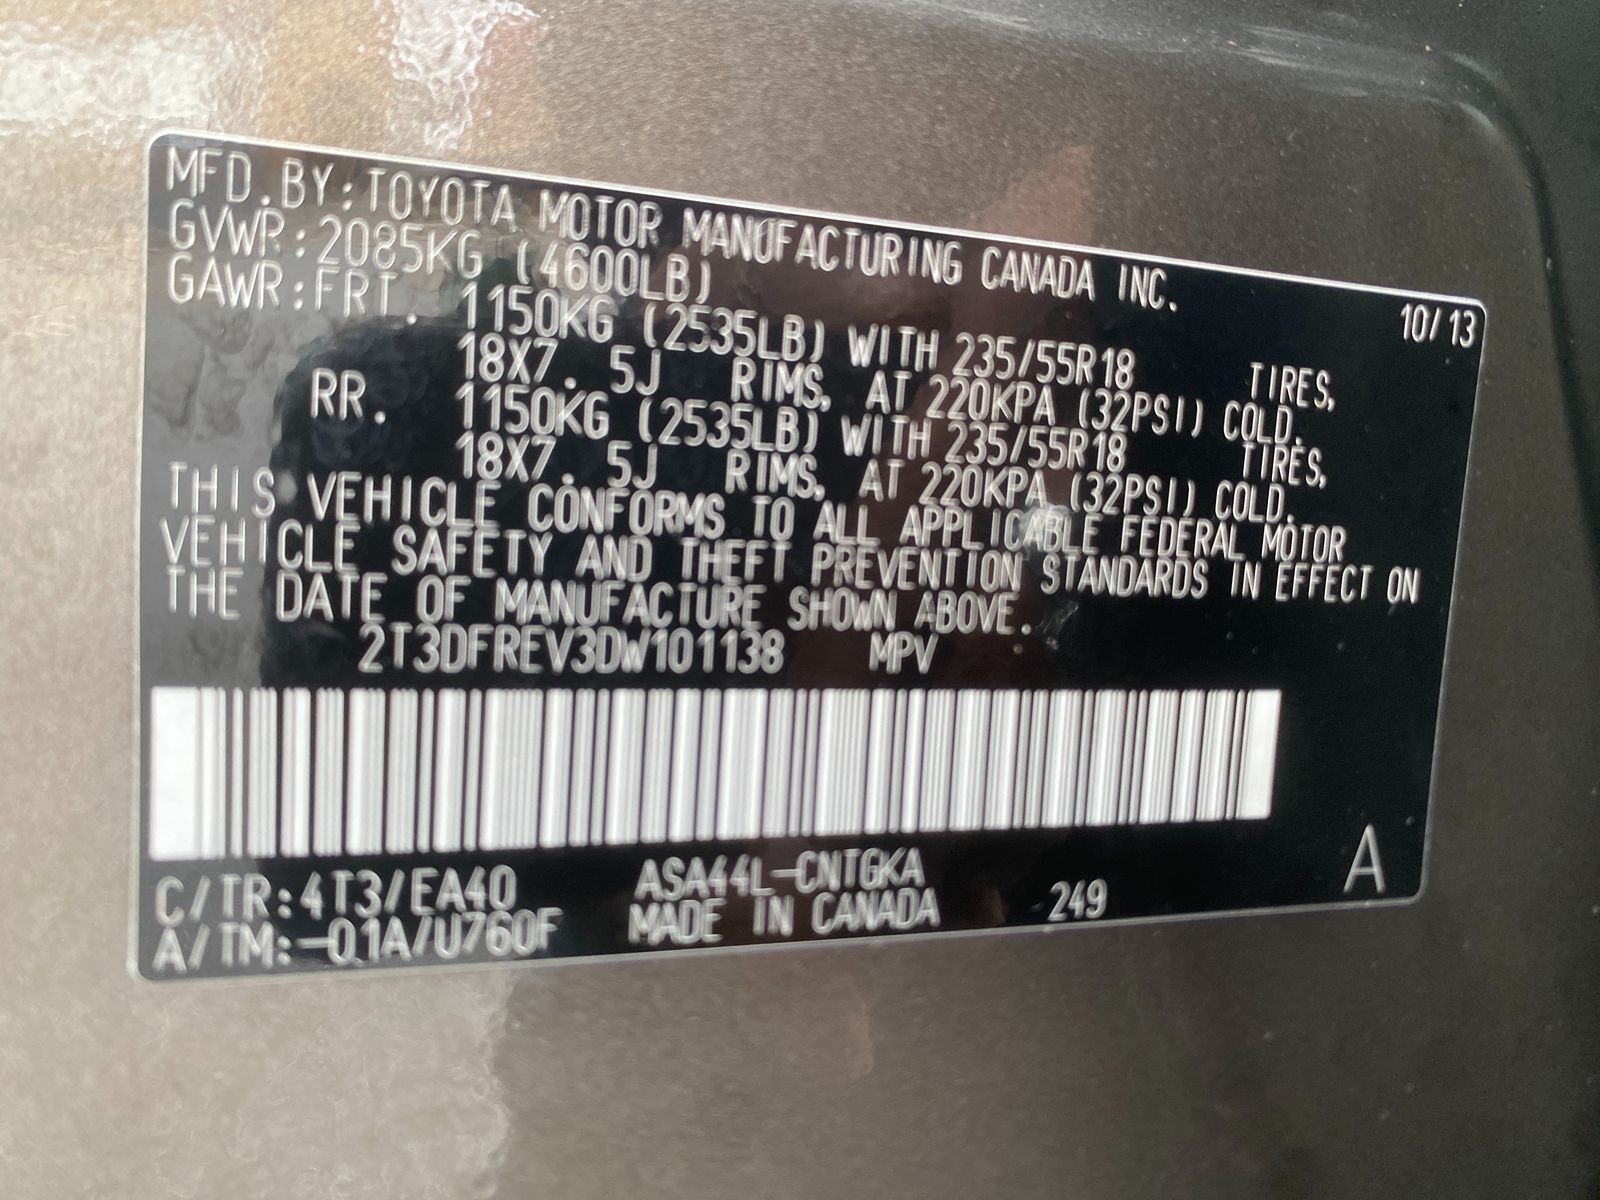 MFD.BY:TOYOTA MOTOR MANUFACTURING CANADA INC.
GVWR:2085KG (4600LB) 10/13
GAWR:FRT. 1150KG (2535LB) WITH 235/55R18 TIRES,
18X7.5J RIMS, AT 220KPA (32PSI) COLD.
RR. 1150KG (2535LB) WITH 235/55R18 TIRES,
18X7.5J RIMS, AT 220KPA (32PSI) COLD.
THIS VEHICLE CONFORMS TO ALL APPLICABLE FEDERAL MOTOR
VEHICLE SAFETY AND THEFT PREVENTION STANDARDS IN EFFECT ON
THE DATE OF MANUFACTURE SHOWN ABOVE.
2T3DFREV3DW101138 MPV
C/TR:4T3/EA40 ASA44L-CNTGKA A
A/TM:-01A/U760F MADE IN CANADA 249